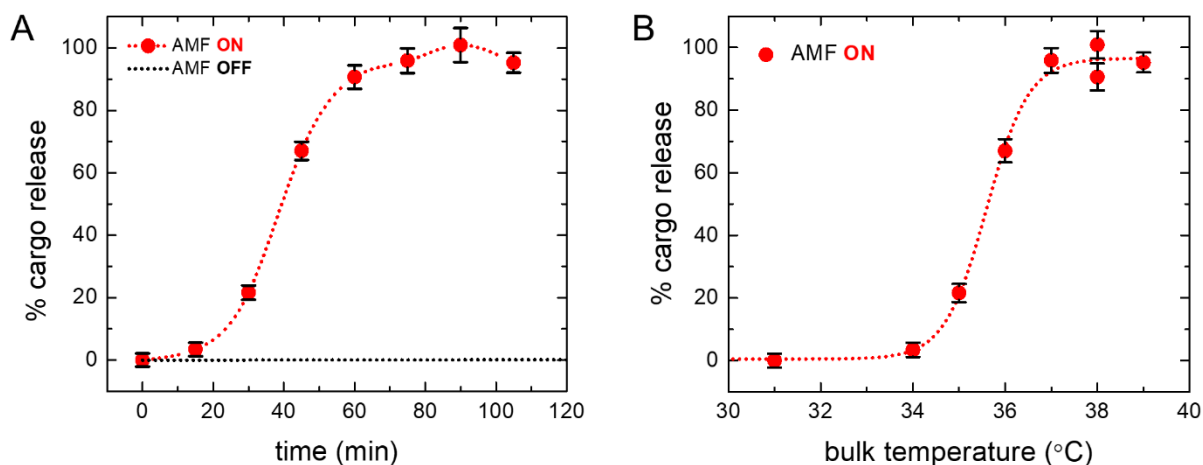 A
AMF ON
AMF OFF
100
80
60
40
20
0
% cargo release
0 20 40 60 80 100 120
time (min)
B
AMF ON
100
80
60
40
20
0
% cargo release
30 32 34 36 38 40
bulk temperature (°C)